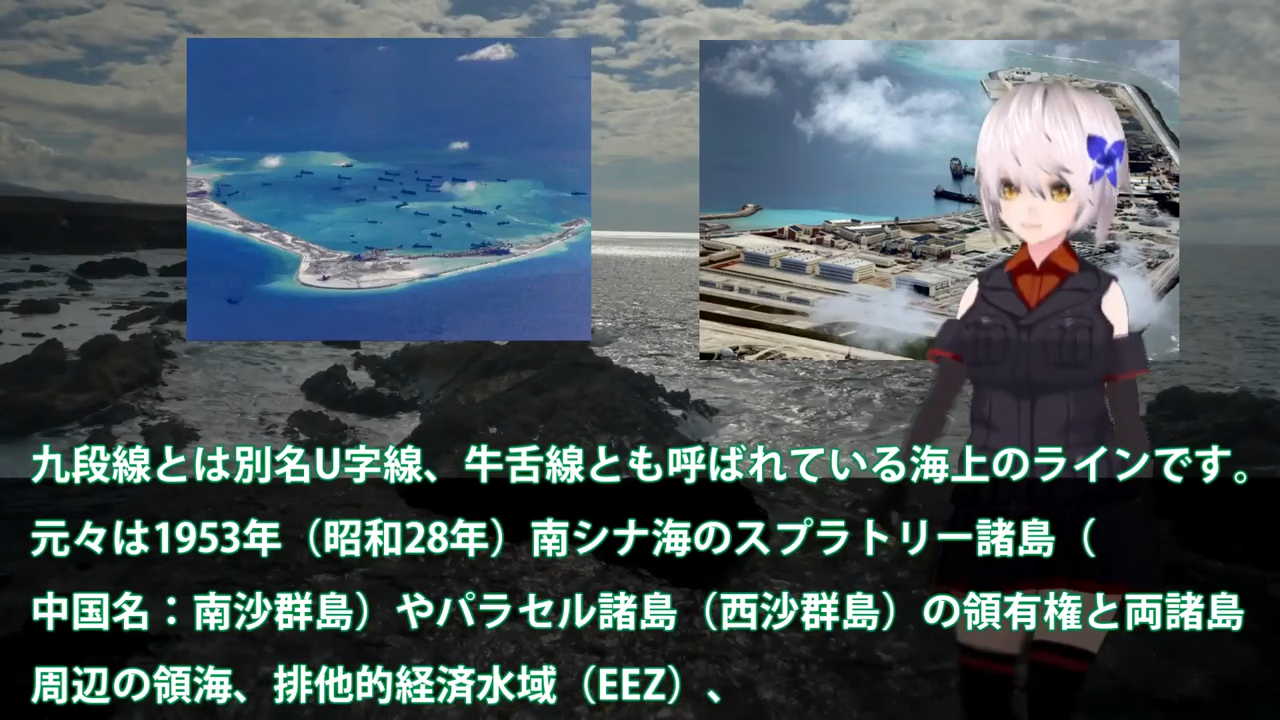 九段線とは別名U字線、牛舌線とも呼ばれている海上のラインです。
元々は1953年（昭和28年）南シナ海のスプラトリー諸島（
中国名：南沙群島）やパラセル諸島（西沙群島）の領有権と両諸島
周辺の領海、排他的経済水域（EEZ）、